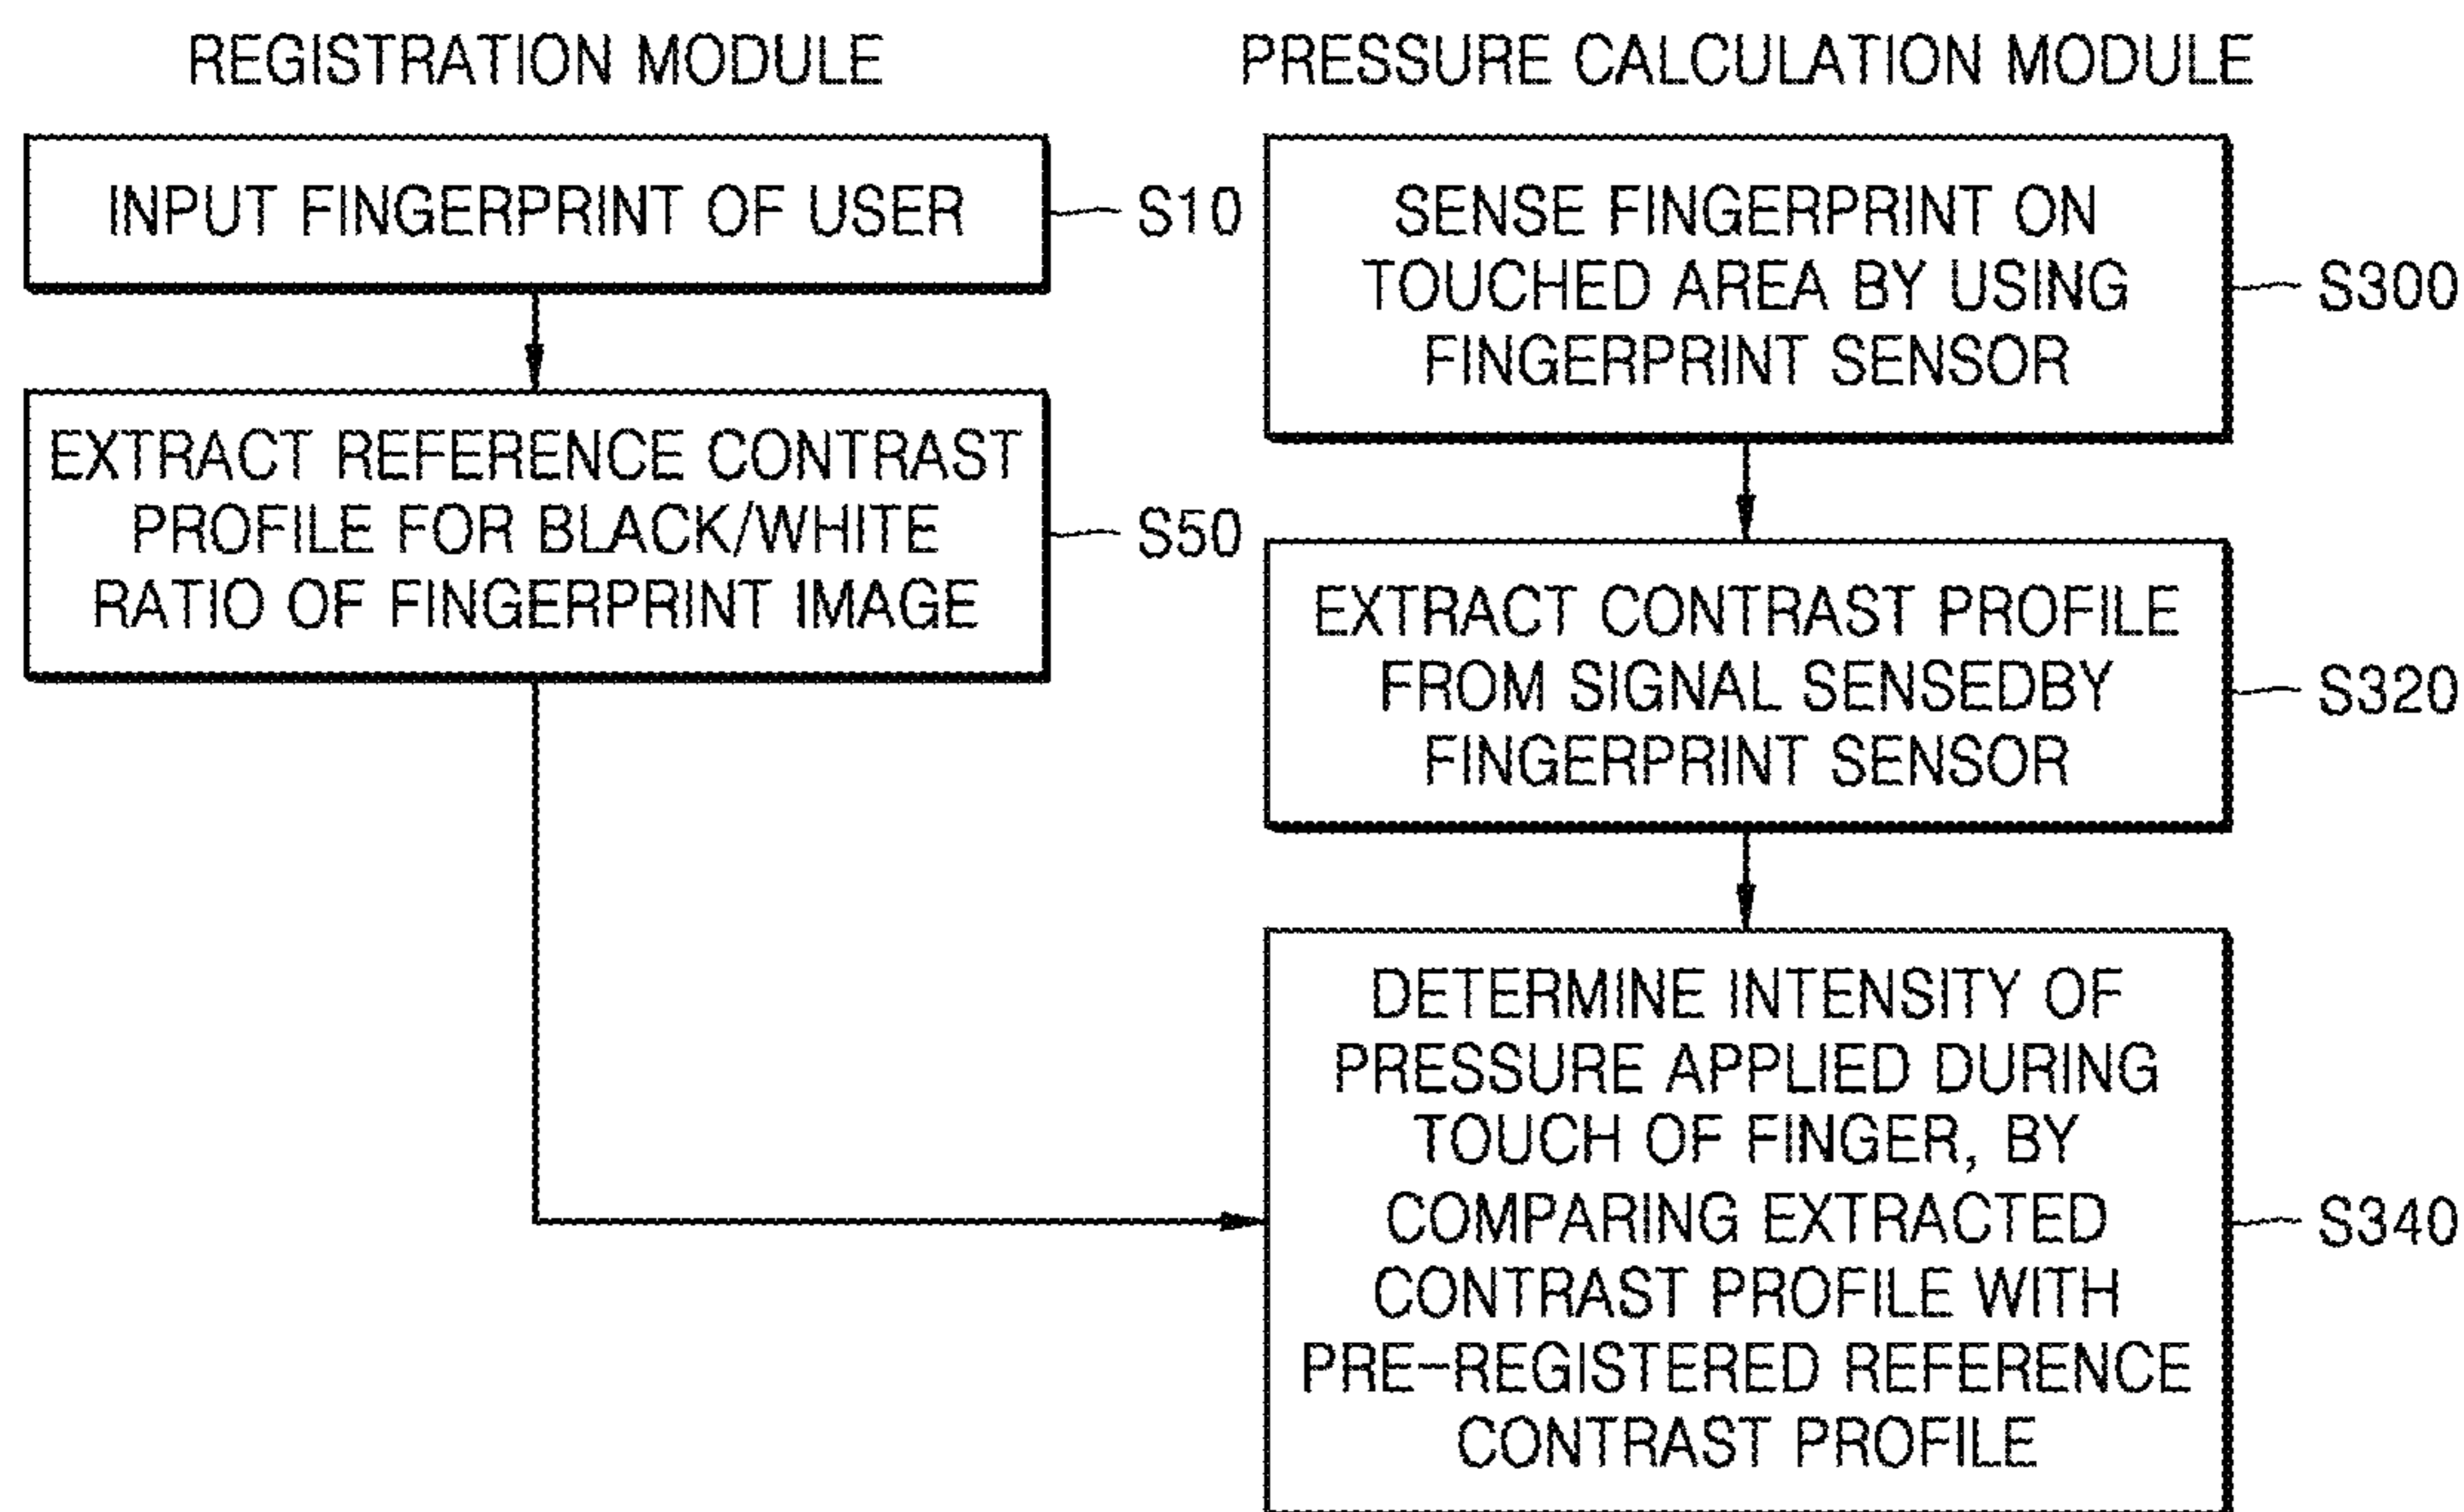 REGISTRATION MODULE
INPUT FINGERPRINT OF USER
S10
EXTRACT REFERENCE CONTRAST
PROFILE FOR BLACK/WHITE
RATIO OF FINGERPRINT IMAGE
S50
PRESSURE CALCULATION MODULE
SENSE FINGERPRINT ON
TOUCHED AREA BY USING
FINGERPRINT SENSOR
S300
EXTRACT CONTRAST PROFILE
FROM SIGNAL SENSEDBY
FINGERPRINT SENSOR
S320
DETERMINE INTENSITY OF
PRESSURE APPLIED DURING
TOUCH OF FINGER, BY
COMPARING EXTRACTED
CONTRAST PROFILE WITH
PRE-REGISTERED REFERENCE
CONTRAST PROFILE
S340